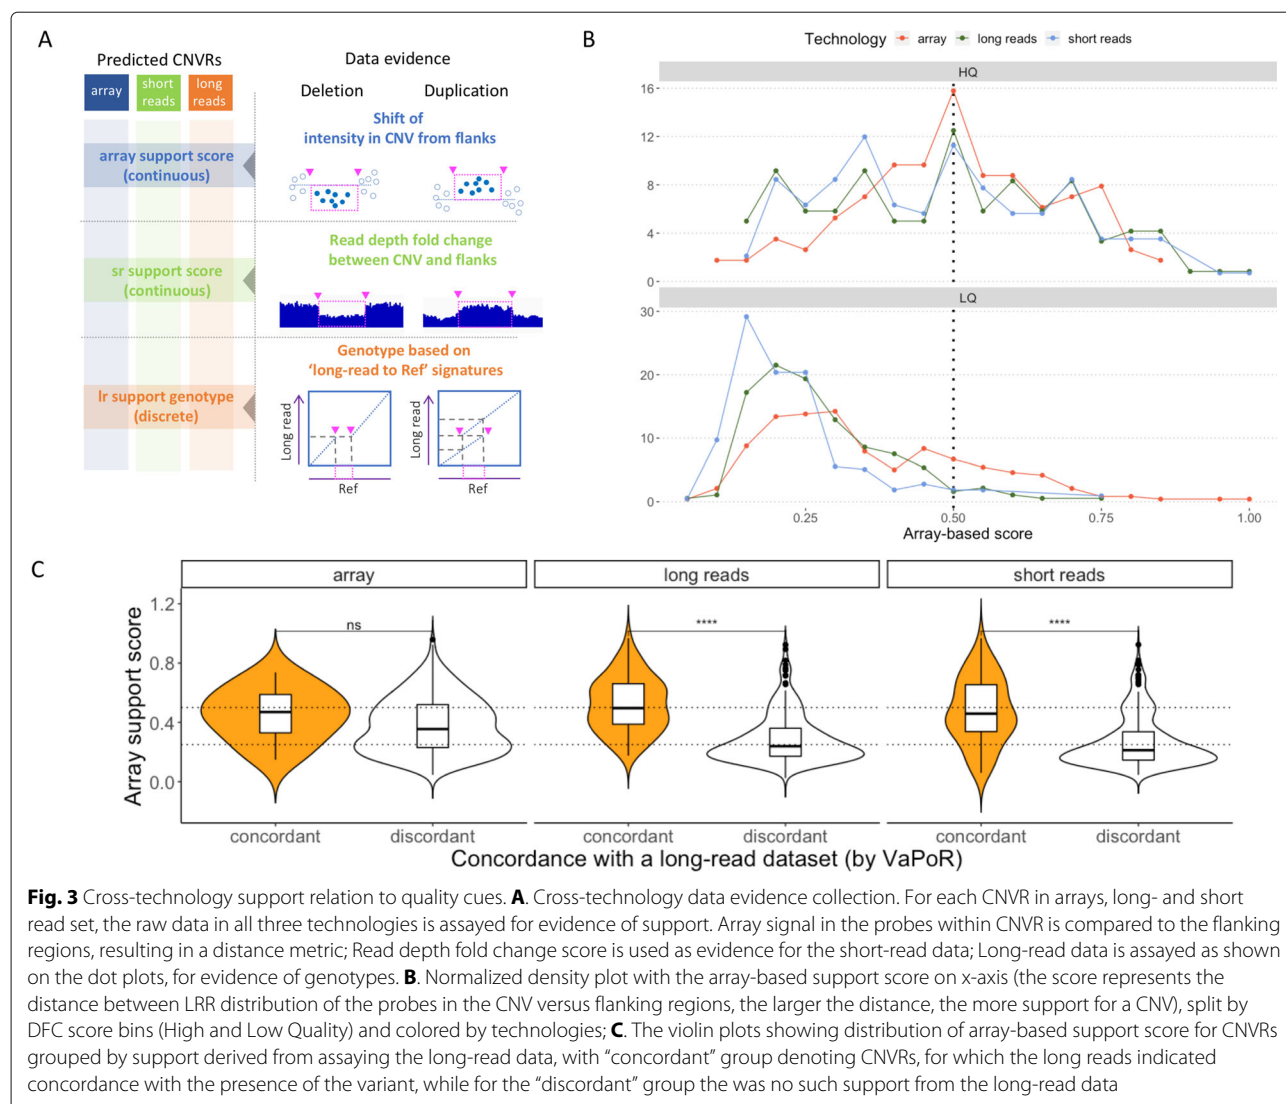 A
Predicted CNVRs
array
short
reads
long
reads
Data evidence
Deletion
Duplication
Shift of
intensity in CNV from flanks
array support score
(continuous)
Read depth fold change
between CNV and flanks
sr support score
(continuous)
Genotype based on
‘long-read to Ref’ signatures
lr support genotype
(discrete)
Long read
Ref
Long read
Ref
B
Technology array long reads short reads
HQ
16
12
8
4
0
LQ
30
20
10
0
0.25
0.50
0.75
1.00
Array-based score
C
array
long reads
short reads
Array support score
1.2
0.8
0.4
0.0
ns
****
****
concordant
discordant
concordant
discordant
concordant
discordant
Concordance with a long-read dataset (by VaPoR)
Fig. 3 Cross-technology support relation to quality cues. A. Cross-technology data evidence collection. For each CNVR in arrays, long- and short
read set, the raw data in all three technologies is assayed for evidence of support. Array signal in the probes within CNVR is compared to the flanking
regions, resulting in a distance metric; Read depth fold change score is used as evidence for the short-read data; Long-read data is assayed as shown
on the dot plots, for evidence of genotypes. B. Normalized density plot with the array-based support score on x-axis (the score represents the
distance between LRR distribution of the probes in the CNV versus flanking regions, the larger the distance, the more support for a CNV), split by
DFC score bins (High and Low Quality) and colored by technologies; C. The violin plots showing distribution of array-based support score for CNVRs
grouped by support derived from assaying the long-read data, with “concordant” group denoting CNVRs, for which the long reads indicated
concordance with the presence of the variant, while for the “discordant” group the was no such support from the long-read data